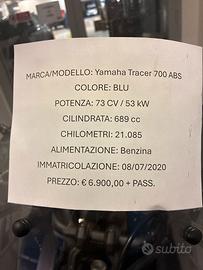 MARCA/MODELLO: Yamaha Tracer 700 ABS
COLORE: BLU
POTENZA: 73 CV / 53 kW
CILINDRATA: 689 cc
CHILOMETRI: 21.085
ALIMENTAZIONE: Benzina
IMMATRICOLAZIONE: 08/07/2020
PREZZO: € 6.900,00 + PASS.
subito